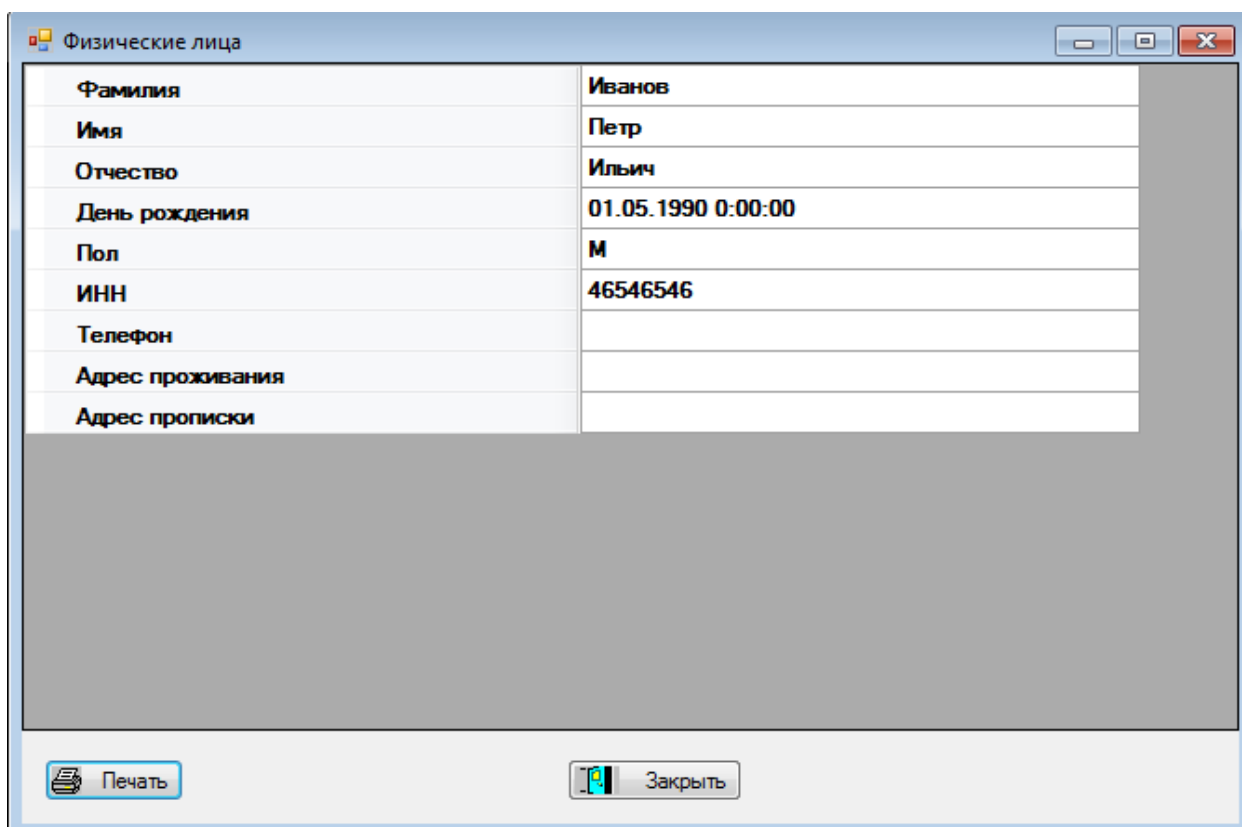 Физические лица
Фамилия Иванов
Имя Петр
Отчество Ильич
День рождения 01.05.1990 0:00:00
Пол М
ИНН 46546546
Телефон
Адрес проживания
Адрес прописки
Печать Закрыть